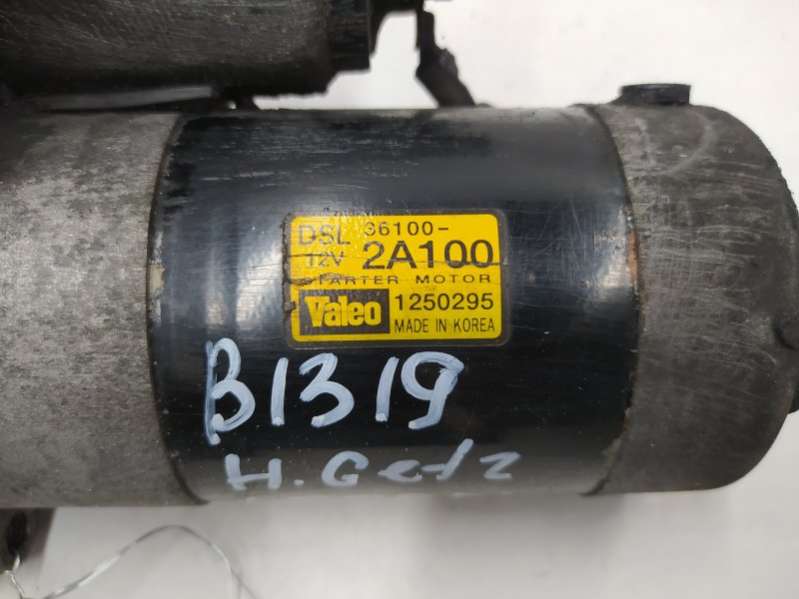 DSL 36100-
12V 2A100
STARTER MOTOR
Valeo 1250295
MADE IN KOREA
B1319
H. Getz